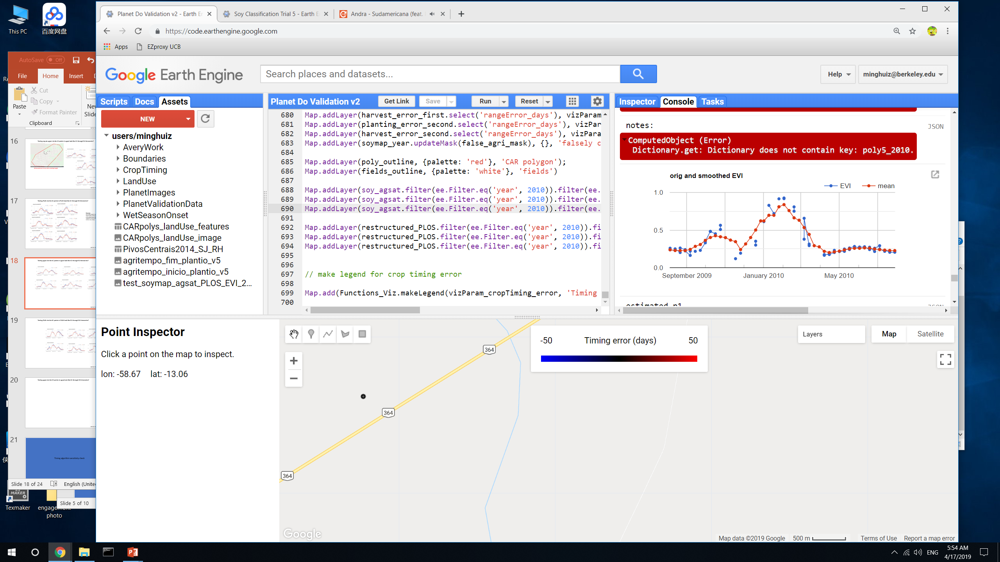 This PC
百度网盘
Planet Do Validation v2 - Earth En
Soy Classification Trial 5 - Earth E
Andra - Sudamericana (feat.
https://code.earthengine.google.com
Apps
EZproxy UCB
AutoSave
Off
File
Home
Insert
Paste
Cut
Copy
Format Painter
Clipboard
New
Slide
Google Earth Engine
Search places and datasets...
Help
minghuiz@berkeley.edu
Scripts
Docs
Assets
NEW
users/minghuiz
AveryWork
Boundaries
CropTiming
LandUse
PlanetImages
PlanetValidationData
WetSeasonOnset
CARpolys_landUse_features
CARpolys_landUse_image
PivosCentrais2014_SJ_RH
agritempo_fim_plantio_v5
agritempo_inicio_plantio_v5
test_soymap_agsat_PLOS_EVI_2...
Planet Do Validation v2
Get Link
Save
Run
Reset
680 Map.addLayer(harvest_error_first.select('rangeError_days'), vizParam
681 Map.addLayer(planting_error_second.select('rangeError_days'), vizPar
682 Map.addLayer(harvest_error_second.select('rangeError_days'), vizPara
683 Map.addLayer(soymap_year.updateMask(false_agri_mask), {}, 'falsely c
684
685 Map.addLayer(poly_outline, {palette: 'red'}, 'CAR polygon');
686 Map.addLayer(fields_outline, {palette: 'white'}, 'fields')
687
688 Map.addLayer(soy_agsat.filter(ee.Filter.eq('year', 2010)).filter(ee.
689 Map.addLayer(soy_agsat.filter(ee.Filter.eq('year', 2010)).filter(ee.
690 Map.addLayer(soy_agsat.filter(ee.Filter.eq('year', 2010)).filter(ee.
691
692 Map.addLayer(restructured_PLOS.filter(ee.Filter.eq('year', 2010)).fi
693 Map.addLayer(restructured_PLOS.filter(ee.Filter.eq('year', 2010)).fi
694 Map.addLayer(restructured_PLOS.filter(ee.Filter.eq('year', 2010)).fi
695
696
697 // make legend for crop timing error
698
699 Map.add(Functions_Viz.makeLegend(vizParam_cropTiming_error, 'Timing
700
Inspector
Console
Tasks
notes:
JSON
ComputedObject (Error)
Dictionary.get: Dictionary does not contain key: poly5_2010.
orig and smoothed EVI
EVI
mean
1.0
0.5
0.0
September 2009
January 2010
May 2010
estimated p1
JSON
16
17
18
19
20
21
Timing algorithm sensitivity check
Slide 18 of 24
English (Unite
Slide 5 of 10
MAKER
Texmaker
engagement
photo
Point Inspector
Click a point on the map to inspect.
lon: -58.67 lat: -13.06
-50
Timing error (days)
50
Layers
Map
Satellite
364
364
364
Google
Map data ©2019 Google
500 m
Terms of Use
Report a map error
ENG
5:54 AM
4/17/2019